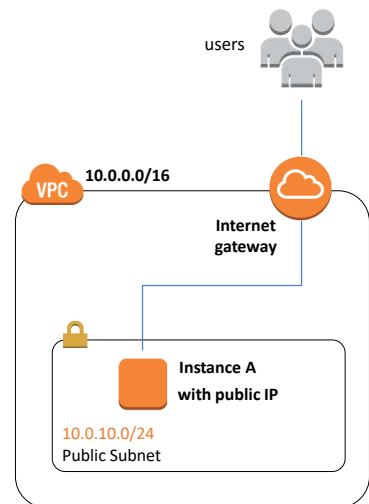 users
VPC
10.0.0.0/16
Internet
gateway
Instance A
with public IP
10.0.10.0/24
Public Subnet